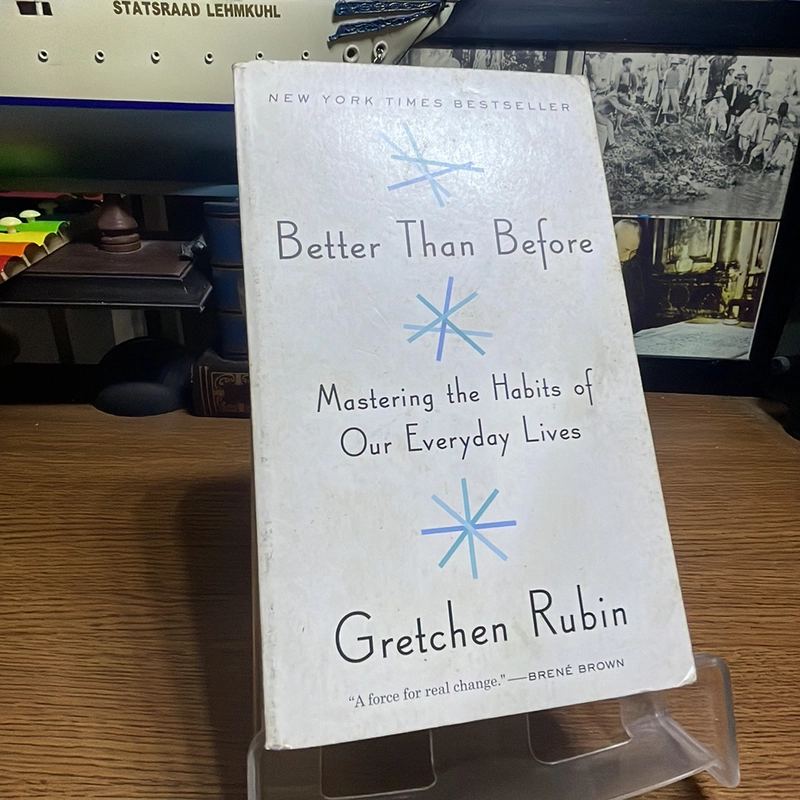 STATSRAAD LEHMKUHL
NEW YORK TIMES BESTSELLER
Better Than Before
Mastering the Habits of
Our Everyday Lives
Gretchen Rubin
“A force for real change.”—BRENÉ BROWN